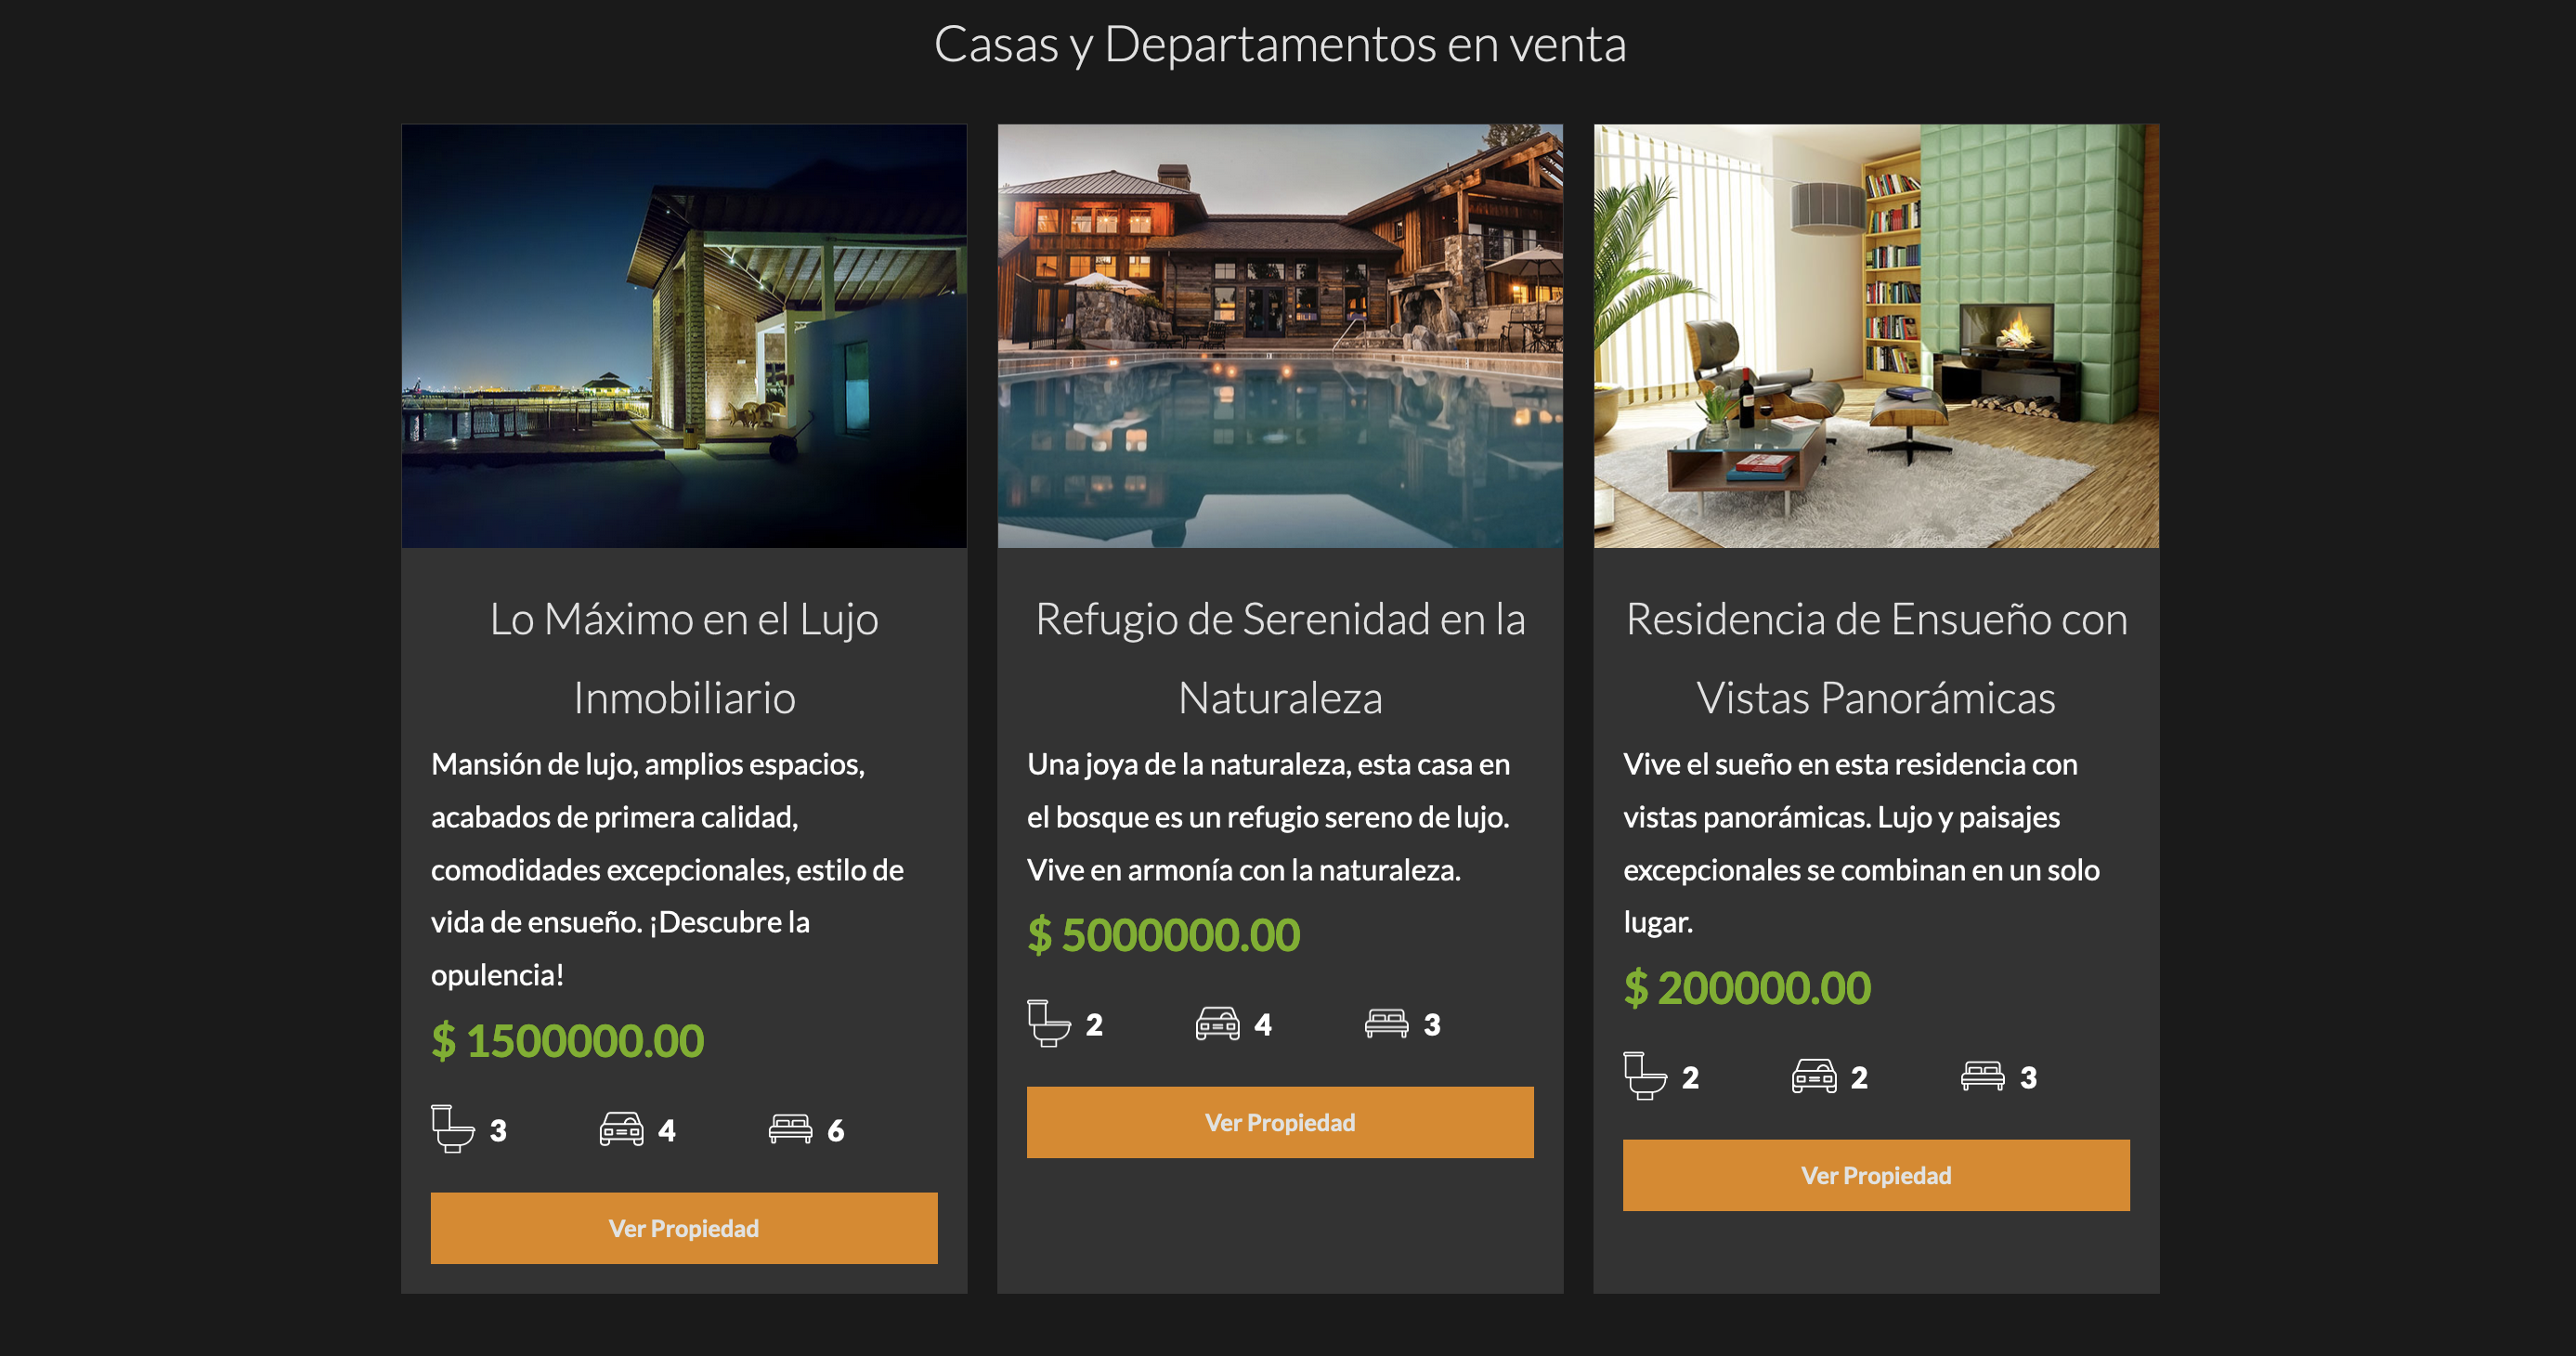 Casas y Departamentos en venta
Lo Máximo en el Lujo
Inmobiliario
Mansión de lujo, amplios espacios,
acabados de primera calidad,
comodidades excepcionales, estilo de
vida de ensueño. ¡Descubre la
opulencia!
$ 1500000.00
3 4 6
Ver Propiedad
Refugio de Serenidad en la
Naturaleza
Una joya de la naturaleza, esta casa en
el bosque es un refugio sereno de lujo.
Vive en armonía con la naturaleza.
$ 5000000.00
2 4 3
Ver Propiedad
Residencia de Ensueño con
Vistas Panorámicas
Vive el sueño en esta residencia con
vistas panorámicas. Lujo y paisajes
excepcionales se combinan en un solo
lugar.
$ 200000.00
2 2 3
Ver Propiedad